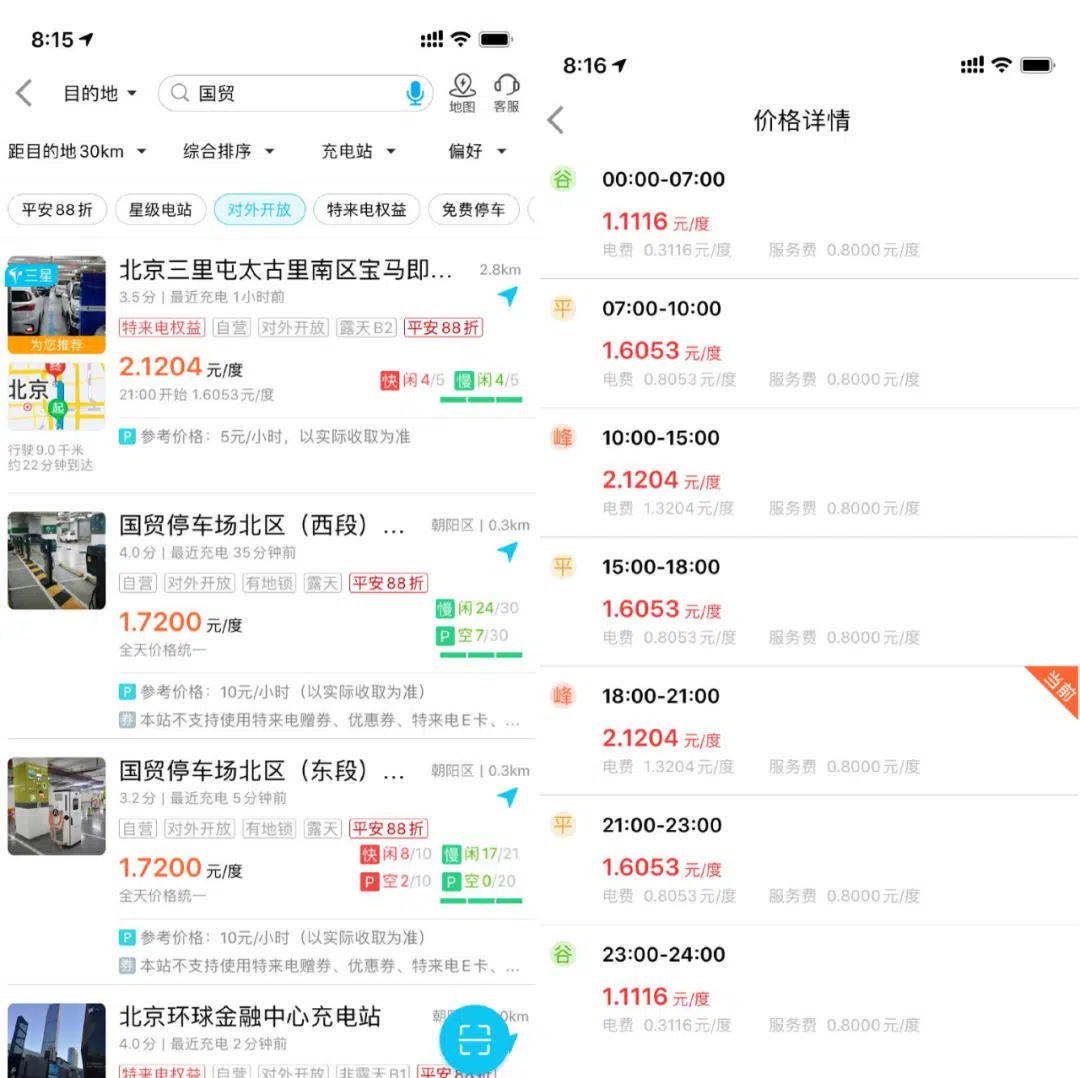 8:15
目的地
国贸
地图
客服
距目的地30km
综合排序
充电站
偏好
平安88折
星级电站
对外开放
特来电权益
免费停车
三星
为您推荐
北京三里屯太古里南区宝马即...
2.8km
3.5分 | 最近充电 1小时前
特来电权益 自营 对外开放 露天B2 平安88折
2.1204 元/度
快 闲4/5 慢 闲4/5
21:00开始 1.6053元/度
终
北京
起
行驶9.0千米
约22分钟到达
P 参考价格：5元/小时，以实际收取为准
国贸停车场北区（西段）...
朝阳区 | 0.3km
4.0分 | 最近充电 35分钟前
自营 对外开放 有地锁 露天 平安88折
慢 闲24/30
1.7200 元/度
P 空7/30
全天价格统一
P 参考价格：10元/小时（以实际收取为准）
券 本站不支持使用特来电赠券、优惠券、特来电E卡、...
国贸停车场北区（东段）...
朝阳区 | 0.3km
3.2分 | 最近充电 5分钟前
自营 对外开放 有地锁 露天 平安88折
快 闲8/10 慢 闲17/21
1.7200 元/度
P 空2/10 P 空0/20
全天价格统一
P 参考价格：10元/小时（以实际收取为准）
券 本站不支持使用特来电赠券、优惠券、特来电E卡、...
北京环球金融中心充电站
朝
0km
4.0分 | 最近充电 2分钟前
特来电权益 自营 对外开放 非露天B1 平安88折
8:16
价格详情
谷 00:00-07:00
1.1116 元/度
电费 0.3116元/度 服务费 0.8000元/度
平 07:00-10:00
1.6053 元/度
电费 0.8053元/度 服务费 0.8000元/度
峰 10:00-15:00
2.1204 元/度
电费 1.3204元/度 服务费 0.8000元/度
平 15:00-18:00
1.6053 元/度
电费 0.8053元/度 服务费 0.8000元/度
峰 18:00-21:00
当前
2.1204 元/度
电费 1.3204元/度 服务费 0.8000元/度
平 21:00-23:00
1.6053 元/度
电费 0.8053元/度 服务费 0.8000元/度
谷 23:00-24:00
1.1116 元/度
电费 0.3116元/度 服务费 0.8000元/度